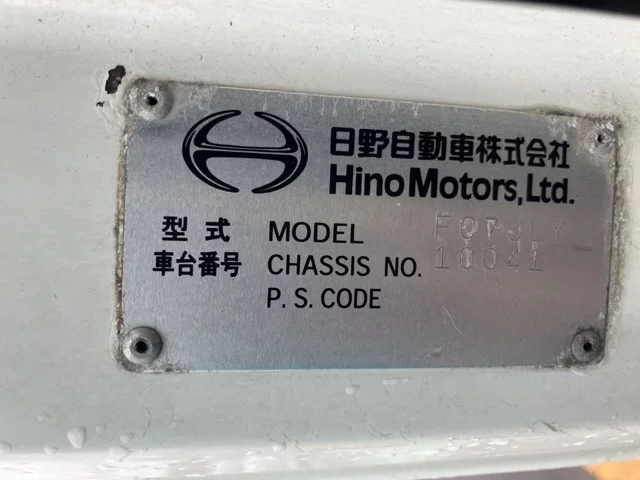 日野自動車株式会社
Hino Motors, Ltd.
型式 MODEL
車台番号 CHASSIS NO. 10041
P. S. CODE